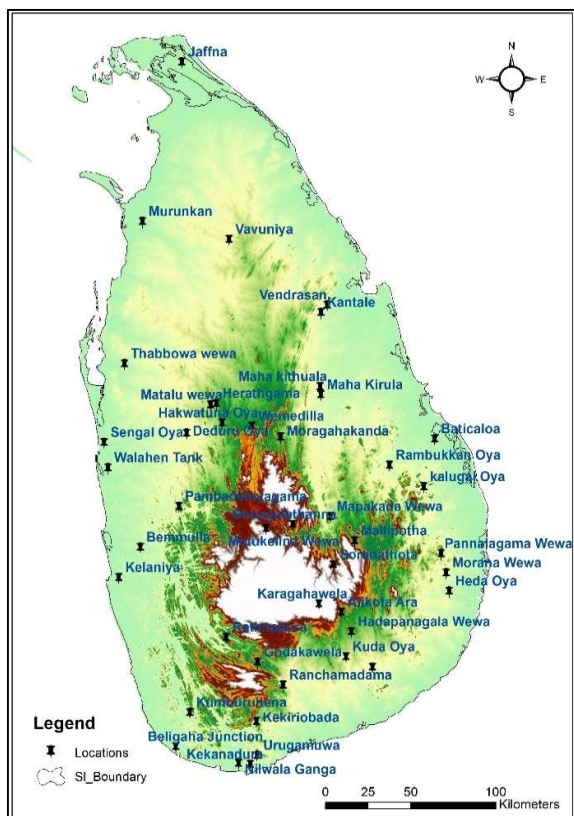 Jaffna
N
W E
S
Murunkan
Vavuniya
Vendrasan
Kantale
Thabbowa wewa
Maha kithuala
Maha Kirula
Matalu wewa Herathgama
Hakwatuna Oya Wemedilla
Sengal Oya Deduru Oya Moragahakanda
Baticaloa
Walahen Tank
Rambukkan Oya
kalugal Oya
Mapakada Wewa
Bemmulla
Mallipotha
Pannalagama Wewa
Kelaniya
Morana Wewa
Heda Oya
Karagahawela
Hadapanagala Wewa
Godakawela
Kuda Oya
Ranchamadama
Kekiriobada
Legend
Locations
Sl_Boundary
Beligaha Junction
Urugamuwa
Kekanadura
Nilwala Ganga
0 25 50 100
Kilometers